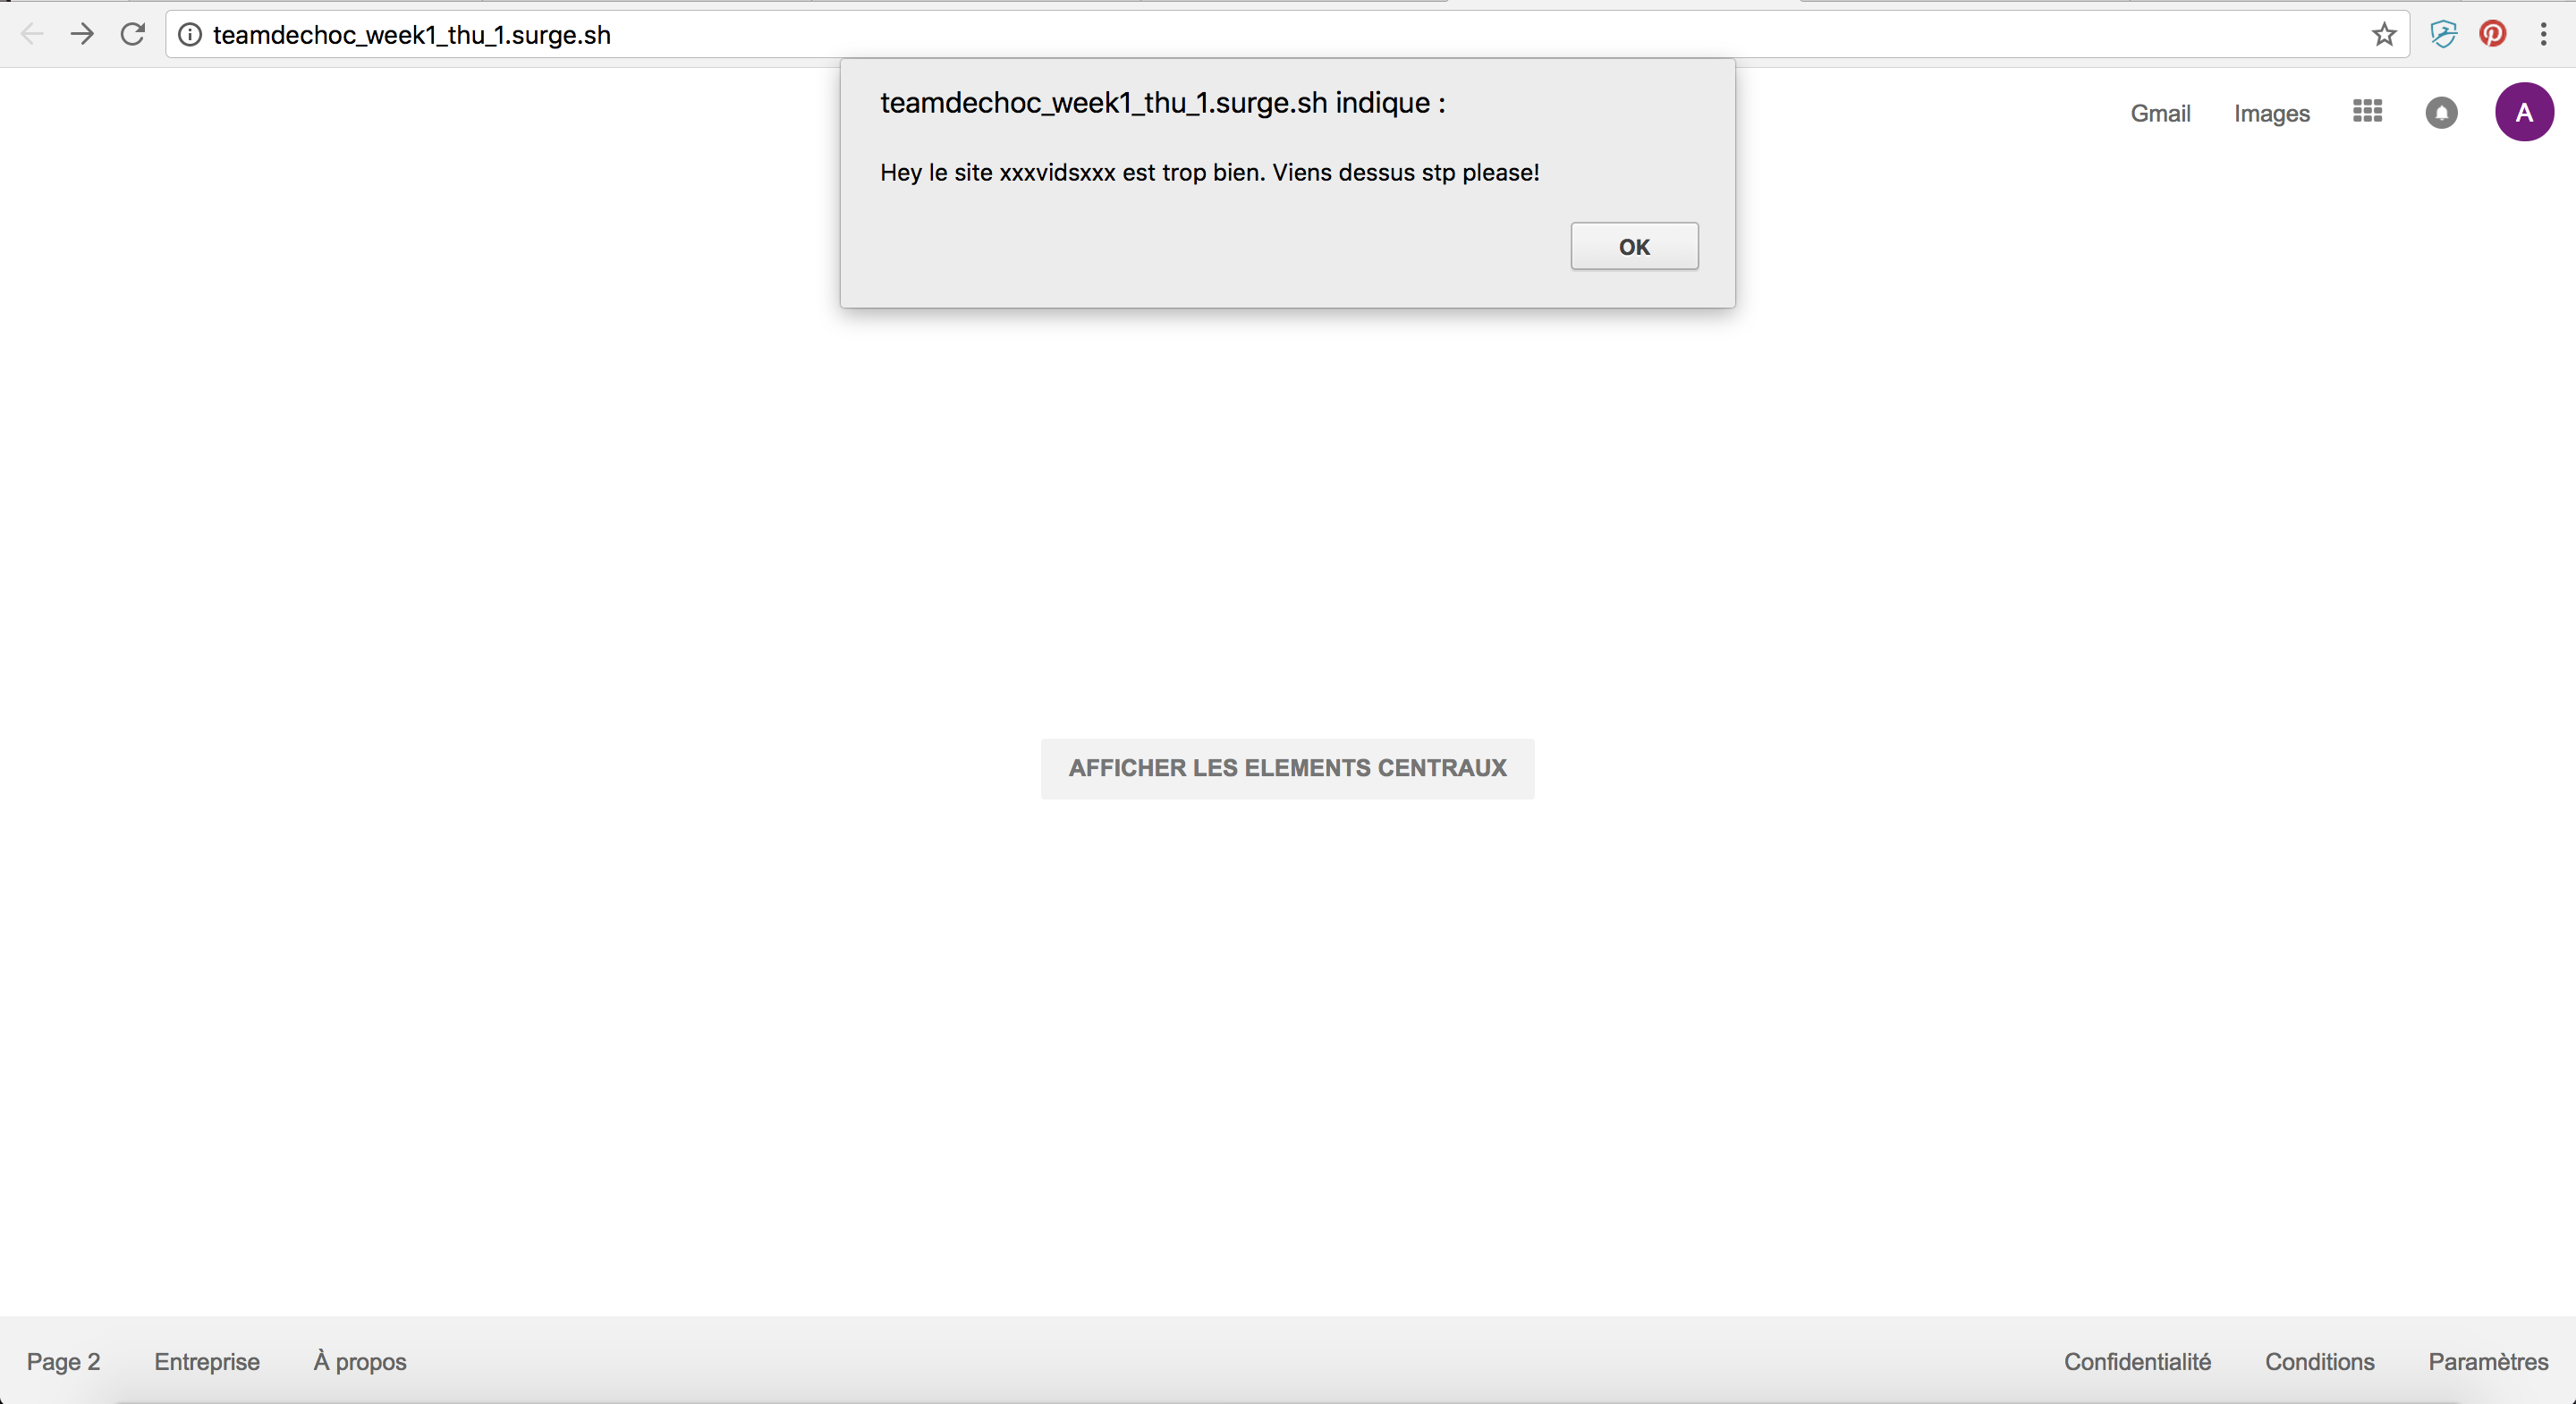 teamdechoc_week1_thu_1.surge.sh
teamdechoc_week1_thu_1.surge.sh indique :
Hey le site xxxvidsxxx est trop bien. Viens dessus stp please!
OK
Gmail Images A
AFFICHER LES ELEMENTS CENTRAUX
Page 2 Entreprise À propos Confidentialité Conditions Paramètres